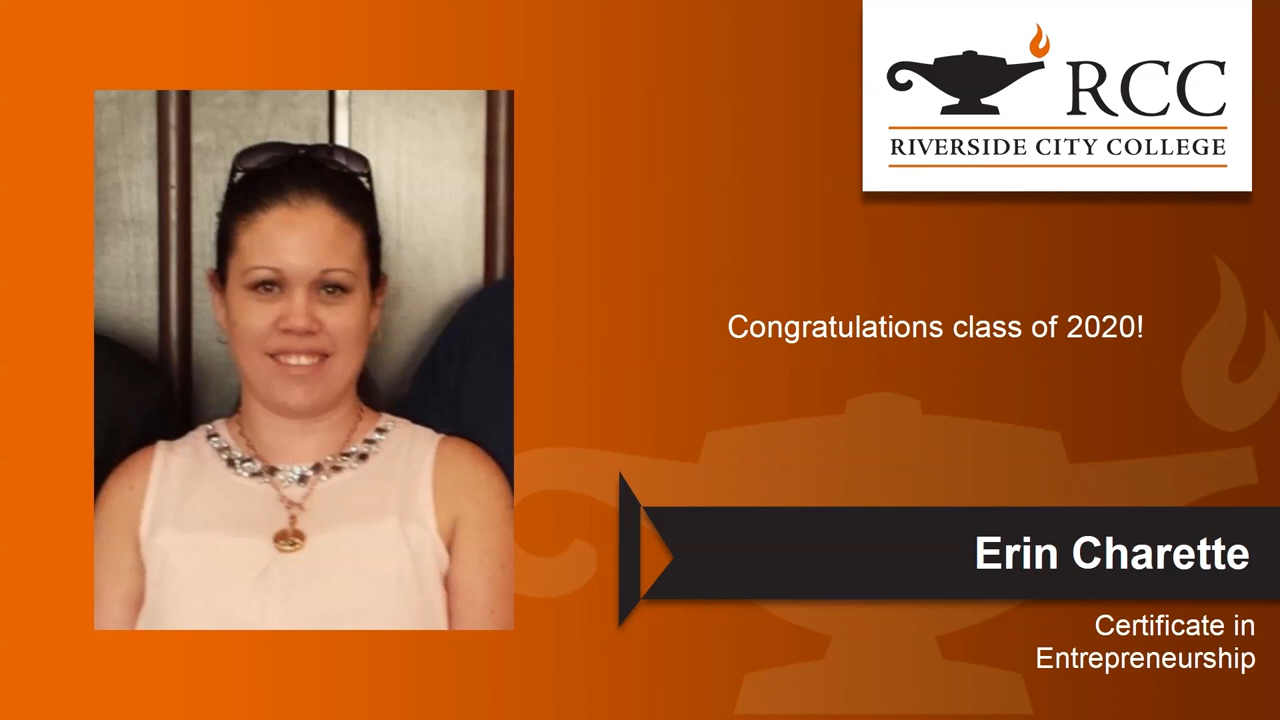 RCC
RIVERSIDE CITY COLLEGE
Congratulations class of 2020!
Erin Charette
Certificate in
Entrepreneurship